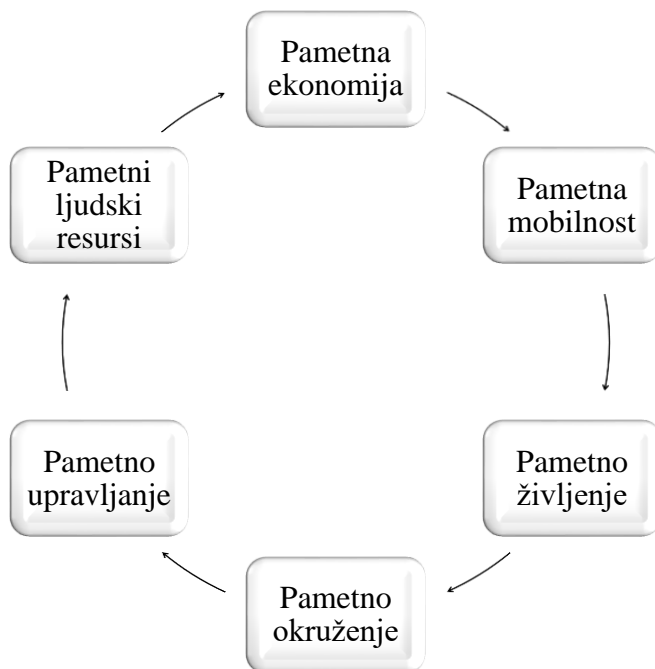 Pametna
ekonomija
Pametna
mobilnost
Pametno
življenje
Pametno
okruženje
Pametno
upravljanje
Pametni
ljudski
resursi